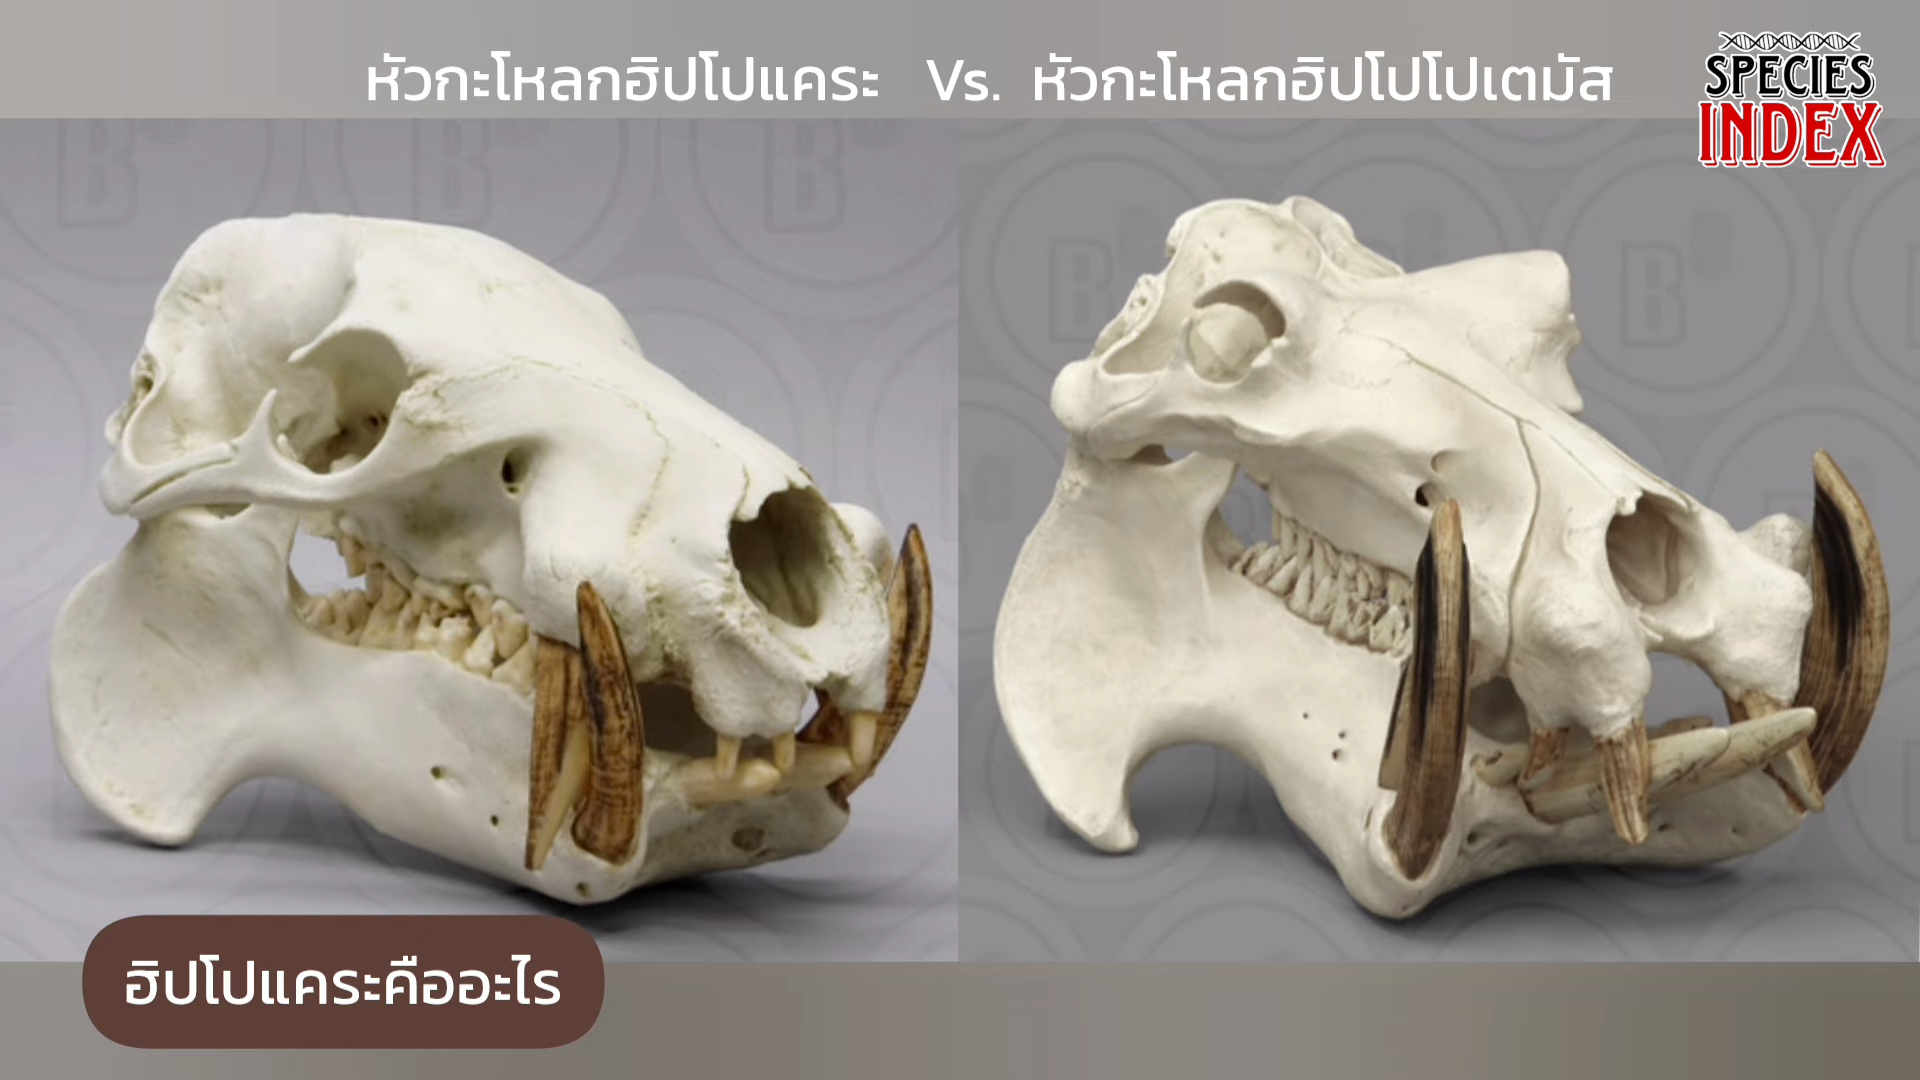 หัวกะโหลกฮิปโปแคระ Vs. หัวกะโหลกฮิปโปโปเตมัส
SPECIES
INDEX
ฮิปโปแคระคืออะไร